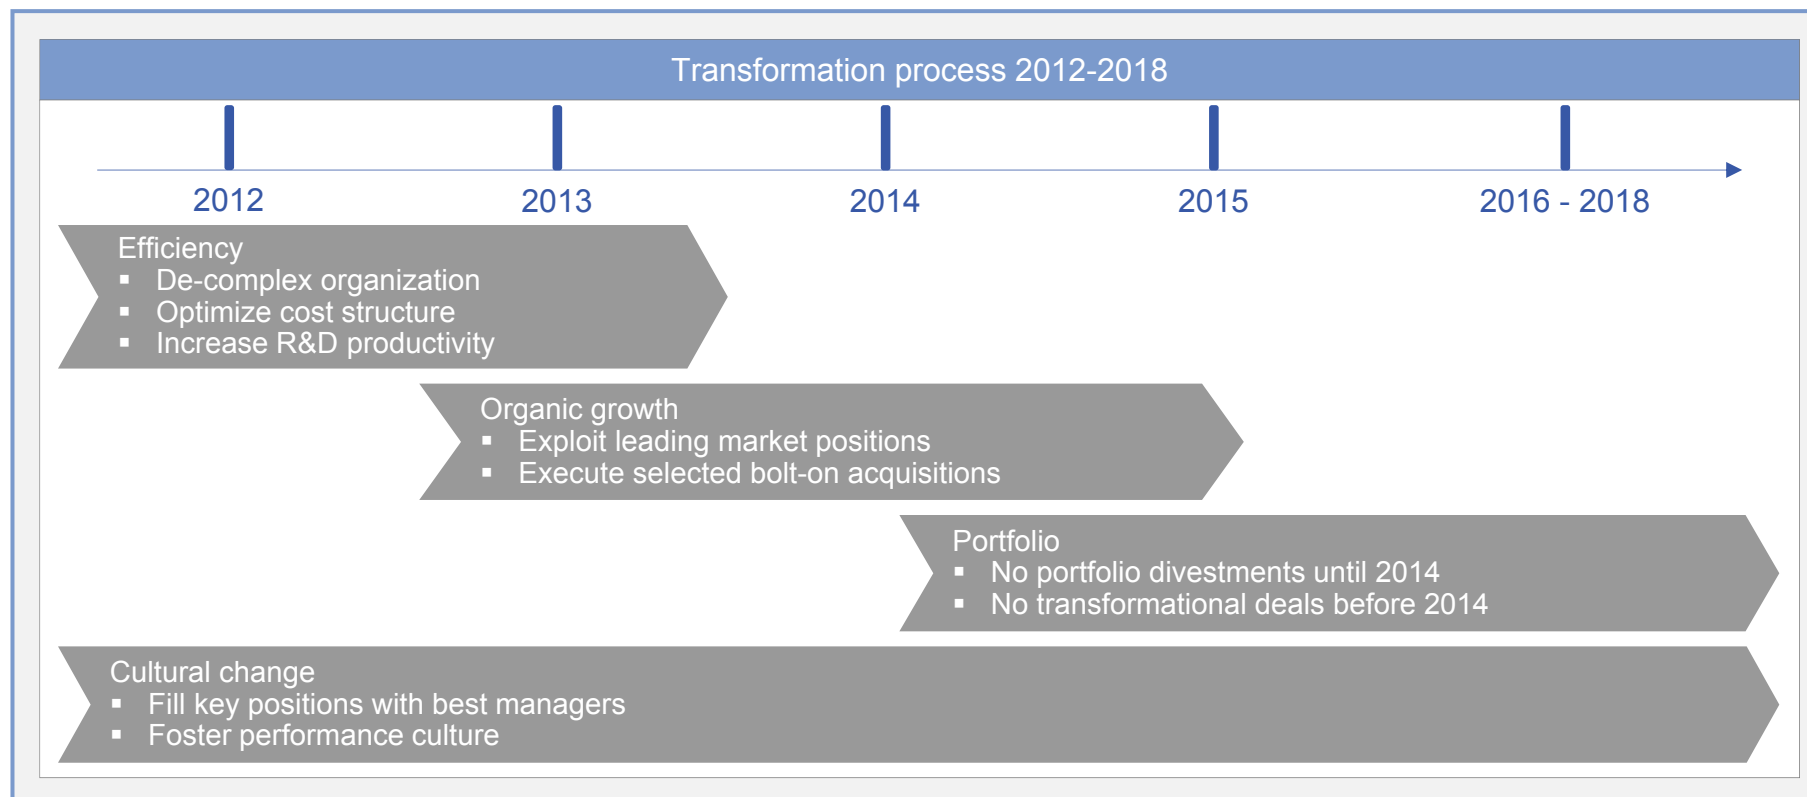 Transformation process 2012-2018
2012 2013 2014 2015 2016 - 2018
Efficiency
▪ De-complex organization
▪ Optimize cost structure
▪ Increase R&D productivity
Organic growth
▪ Exploit leading market positions
▪ Execute selected bolt-on acquisitions
Portfolio
▪ No portfolio divestments until 2014
▪ No transformational deals before 2014
Cultural change
▪ Fill key positions with best managers
▪ Foster performance culture